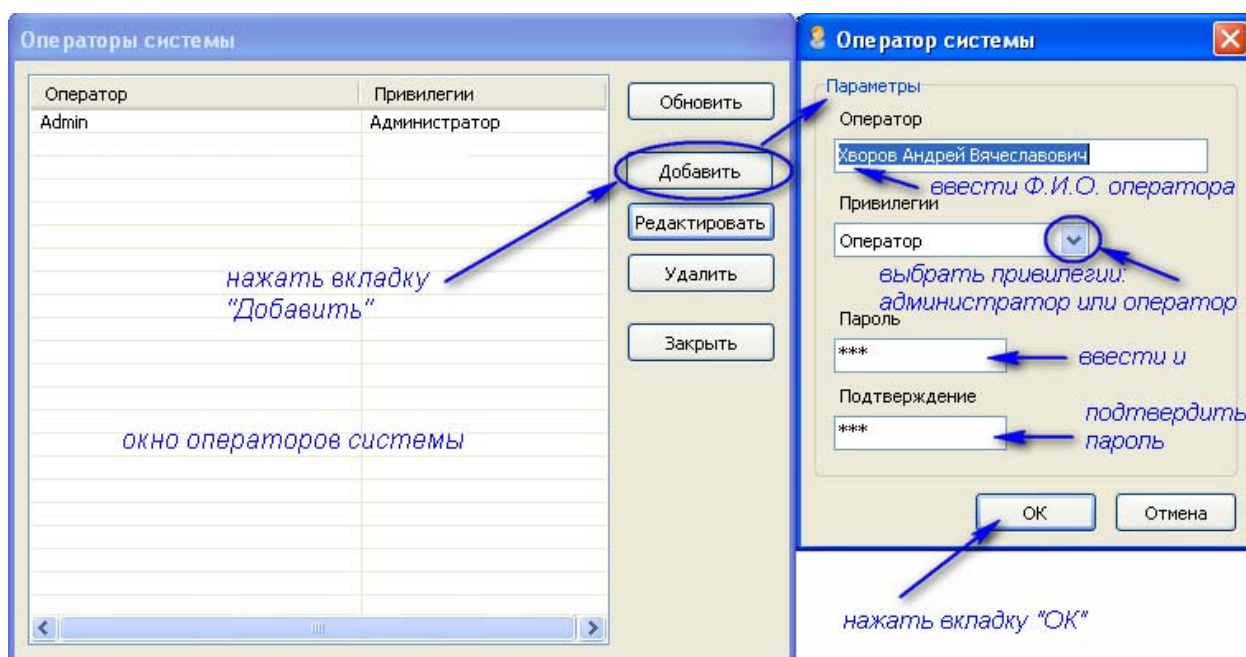 Операторы системы
Оператор Привилегии
Admin Администратор
Обновить
Добавить
Редактировать
Удалить
Закрыть
нажать вкладку
"Добавить"
окно операторов системы
Оператор системы
Параметры
Оператор
Хворов Андрей Вячеславович
ввести Ф.И.О. оператора
Привилегии
Оператор
выбрать привилегии:
администратор или оператор
Пароль
***
ввести и
Подтверждение
подтвердить
***
пароль
ОК Отмена
нажать вкладку "ОК"